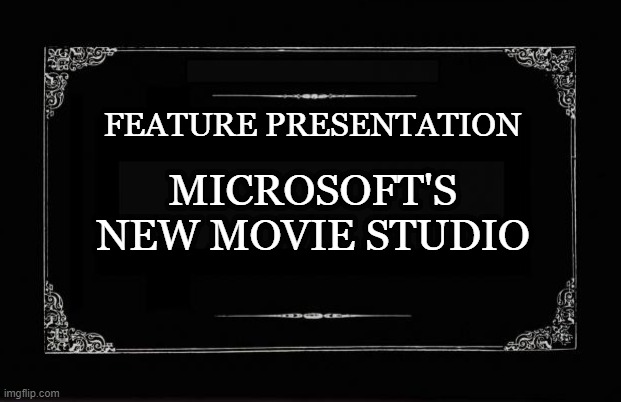 FEATURE PRESENTATION
MICROSOFT'S
NEW MOVIE STUDIO
imgflip.com